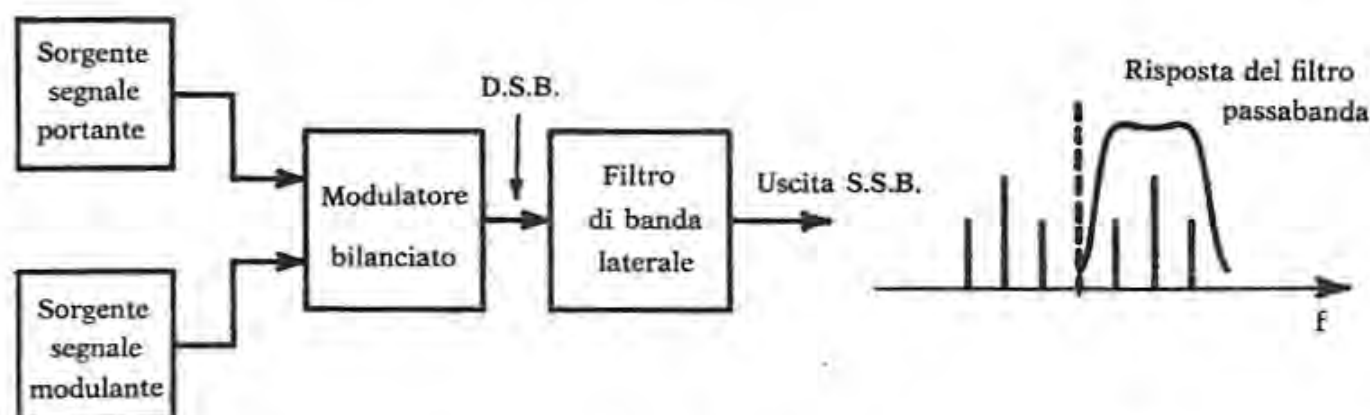 Sorgente
segnale
portante
Sorgente
segnale
modulante
Modulatore
bilanciato
D.S.B.
Filtro
di banda
laterale
Uscita S.S.B.
Risposta del filtro
passabanda
f